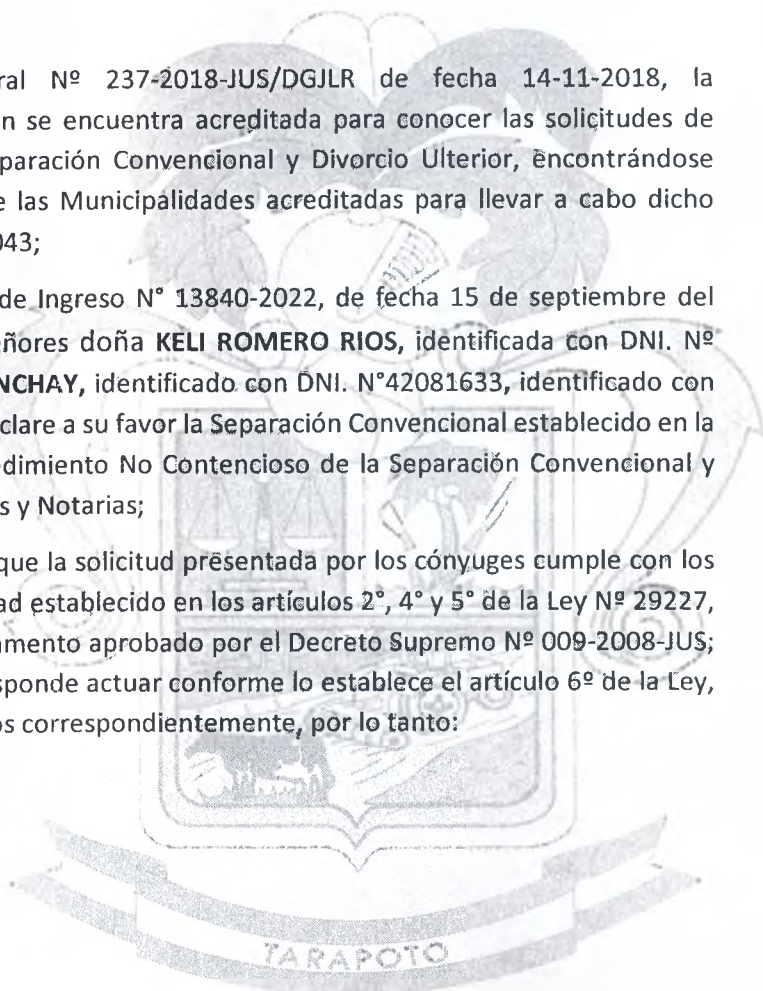 ral Nº 237-2018-JUS/DGJLR de fecha 14-11-2018, la
n se encuentra acreditada para conocer las solicitudes de
paración Convencional y Divorcio Ulterior, encontrándose
e las Municipalidades acreditadas para llevar a cabo dicho
043;
de Ingreso N° 13840-2022, de fecha 15 de septiembre del
eñores doña KELI ROMERO RIOS, identificada con DNI. Nº
NCHAY, identificado con DNI. N°42081633, identificado con
clare a su favor la Separación Convencional establecido en la
edimiento No Contencioso de la Separación Convencional y
s y Notarias;
que la solicitud presentada por los cónyuges cumple con los
ad establecido en los artículos 2°, 4° y 5° de la Ley Nº 29227,
amento aprobado por el Decreto Supremo Nº 009-2008-JUS;
sponde actuar conforme lo establece el artículo 6º de la Ley,
os correspondientemente, por lo tanto:
TARAPOTO